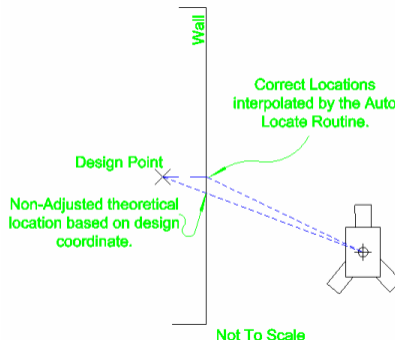 Wall
Correct Locations
interpolated by the Auto
Locate Routine.
Design Point
Non-Adjusted theoretical
location based on design
coordinate.
Not To Scale